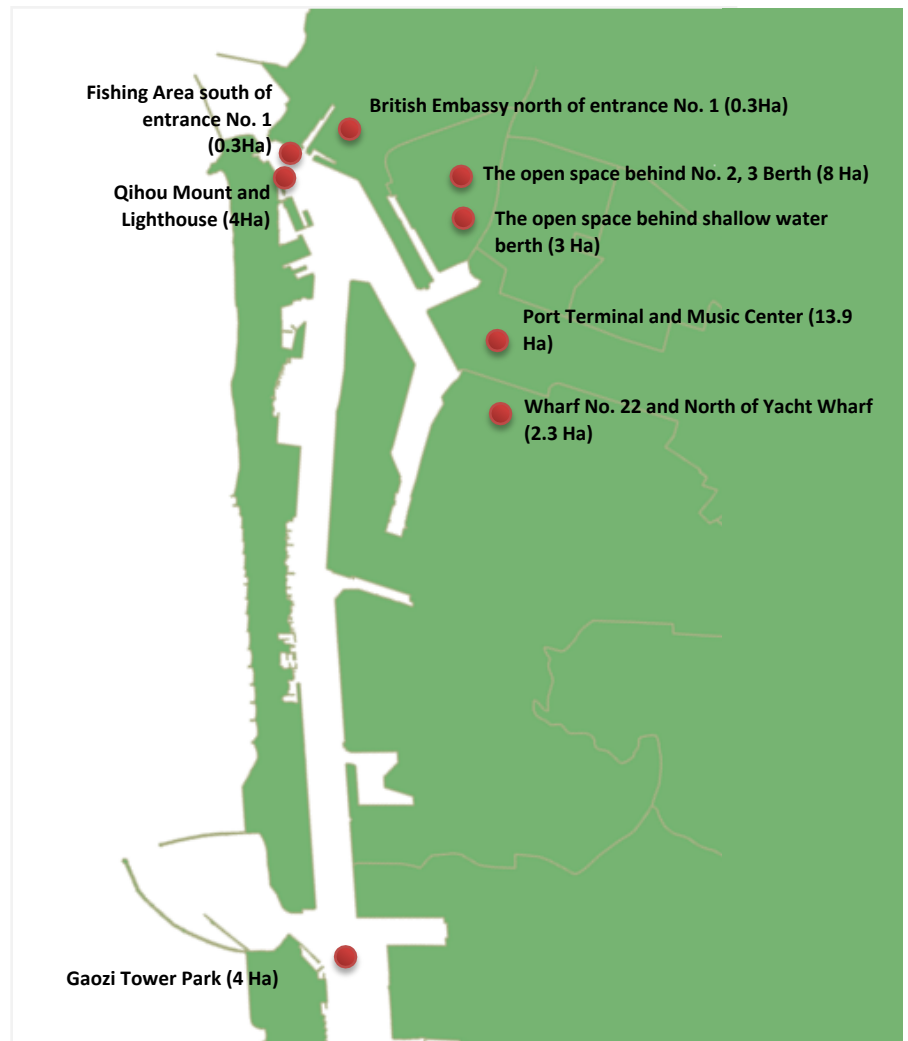 Fishing Area south of
entrance No. 1
(0.3Ha)
British Embassy north of entrance No. 1 (0.3Ha)
Qihou Mount and
Lighthouse (4Ha)
The open space behind No. 2, 3 Berth (8 Ha)
The open space behind shallow water
berth (3 Ha)
Port Terminal and Music Center (13.9
Ha)
Wharf No. 22 and North of Yacht Wharf
(2.3 Ha)
Gaozi Tower Park (4 Ha)